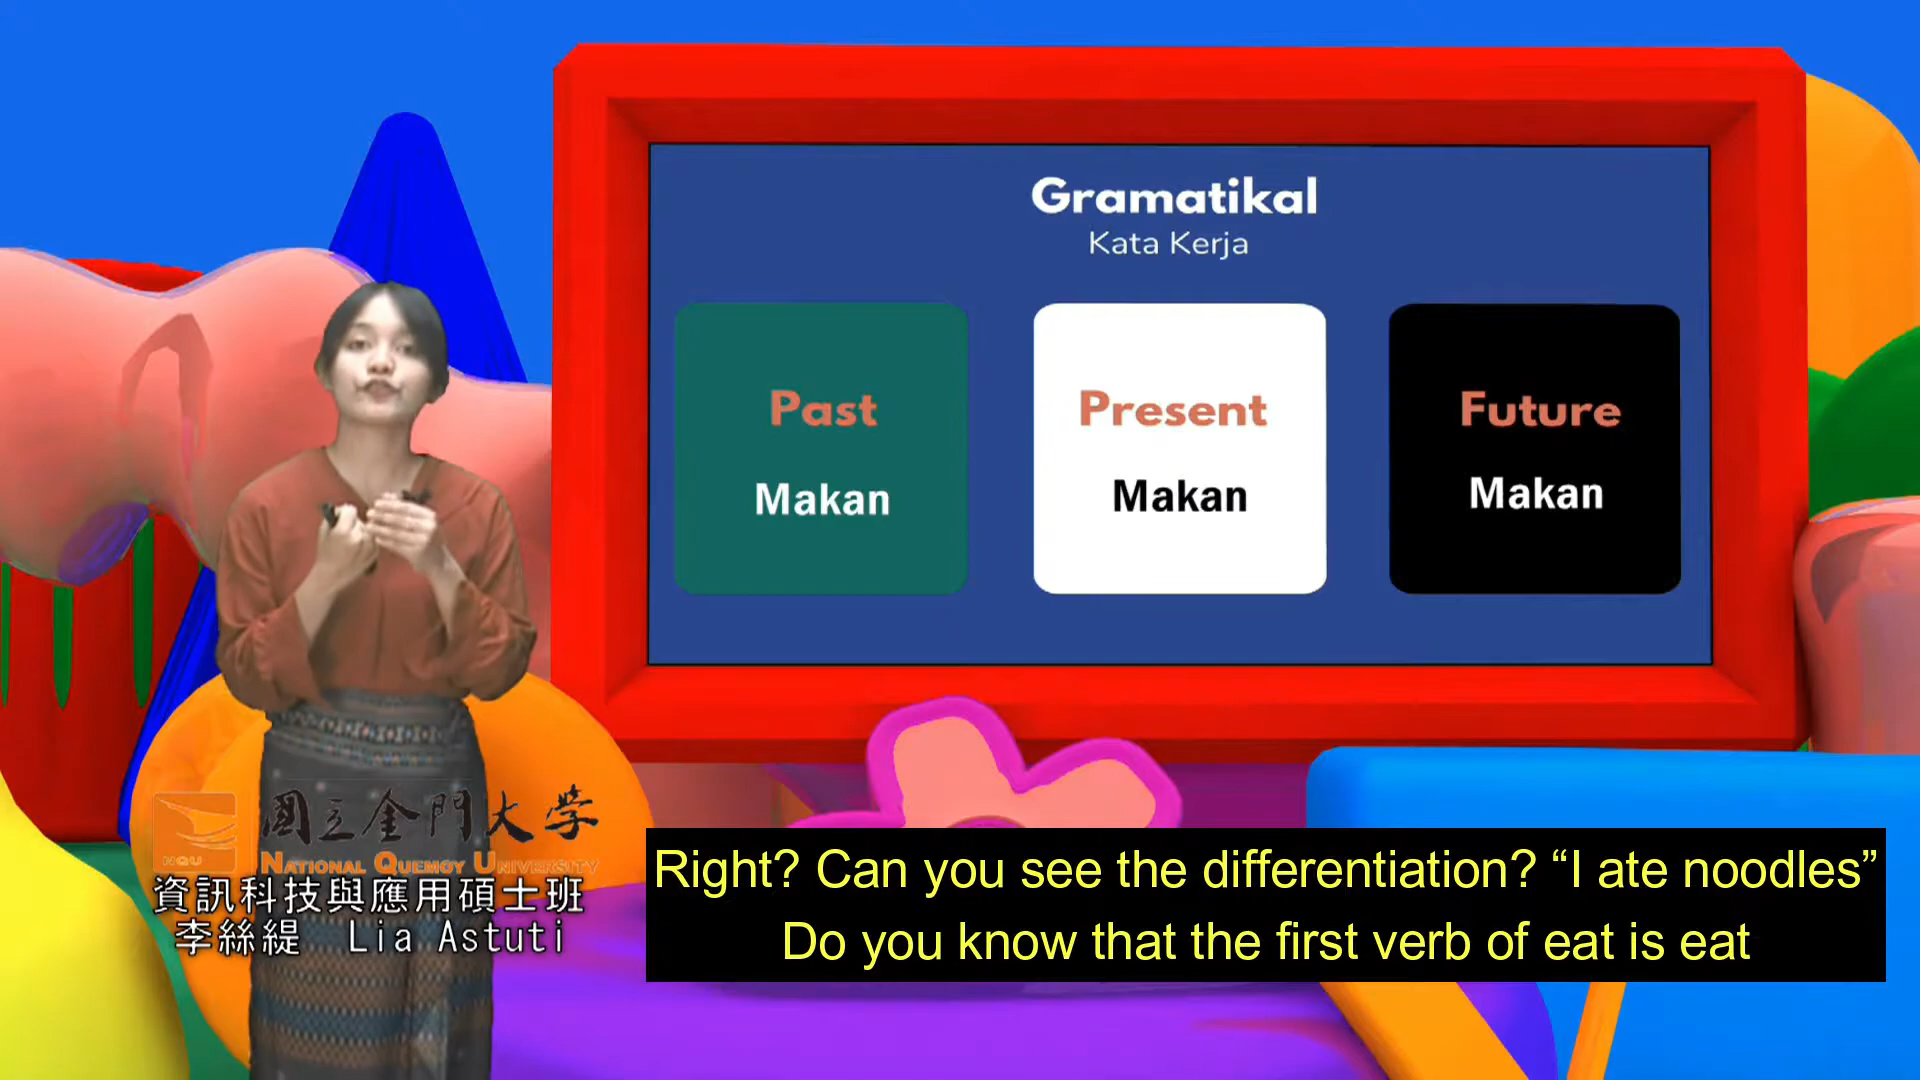 Gramatikal
Kata Kerja
Past
Makan
Present
Makan
Future
Makan
國立金門大學
NQU
NATIONAL QUEMOY UNIVERSITY
資訊科技與應用碩士班
李絲緹 Lia Astuti
Right? Can you see the differentiation? “I ate noodles”
Do you know that the first verb of eat is eat